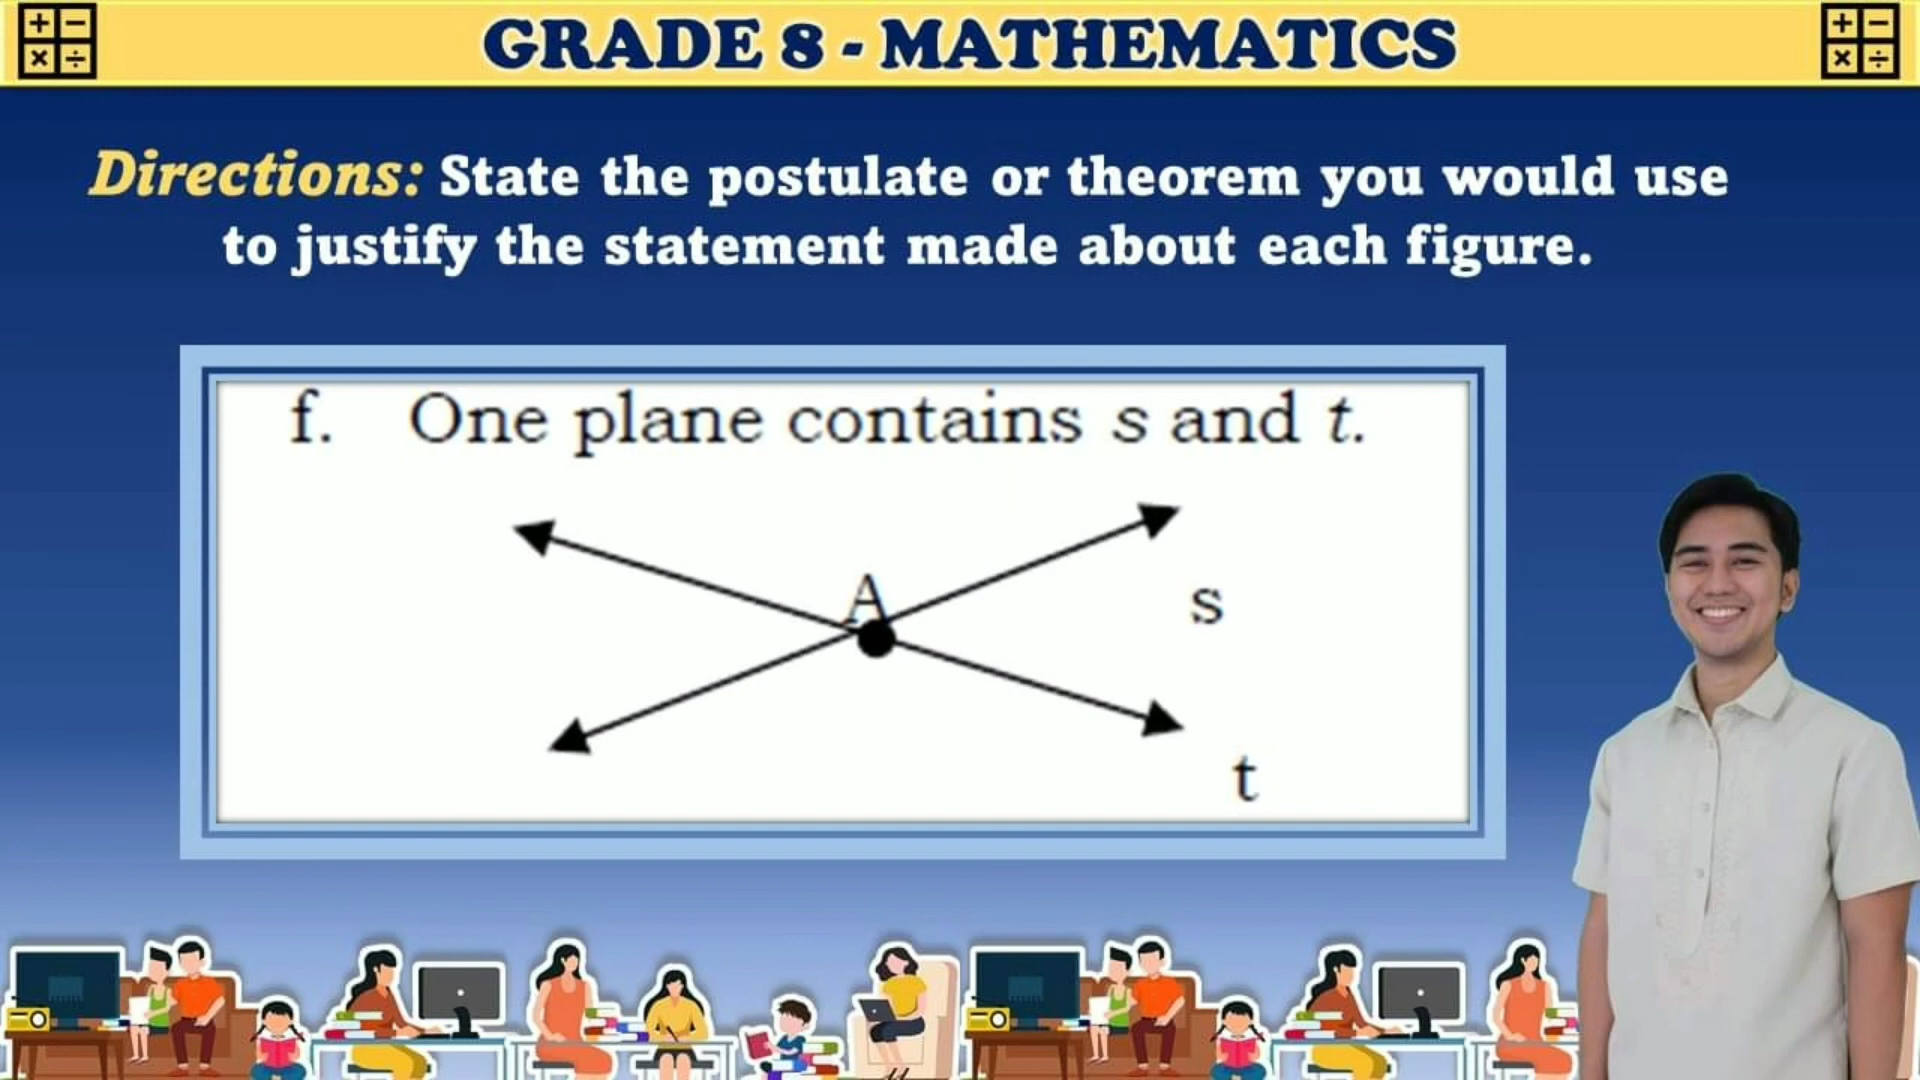 GRADE 8 - MATHEMATICS
Directions: State the postulate or theorem you would use
to justify the statement made about each figure.
f. One plane contains s and t.
A
s
t